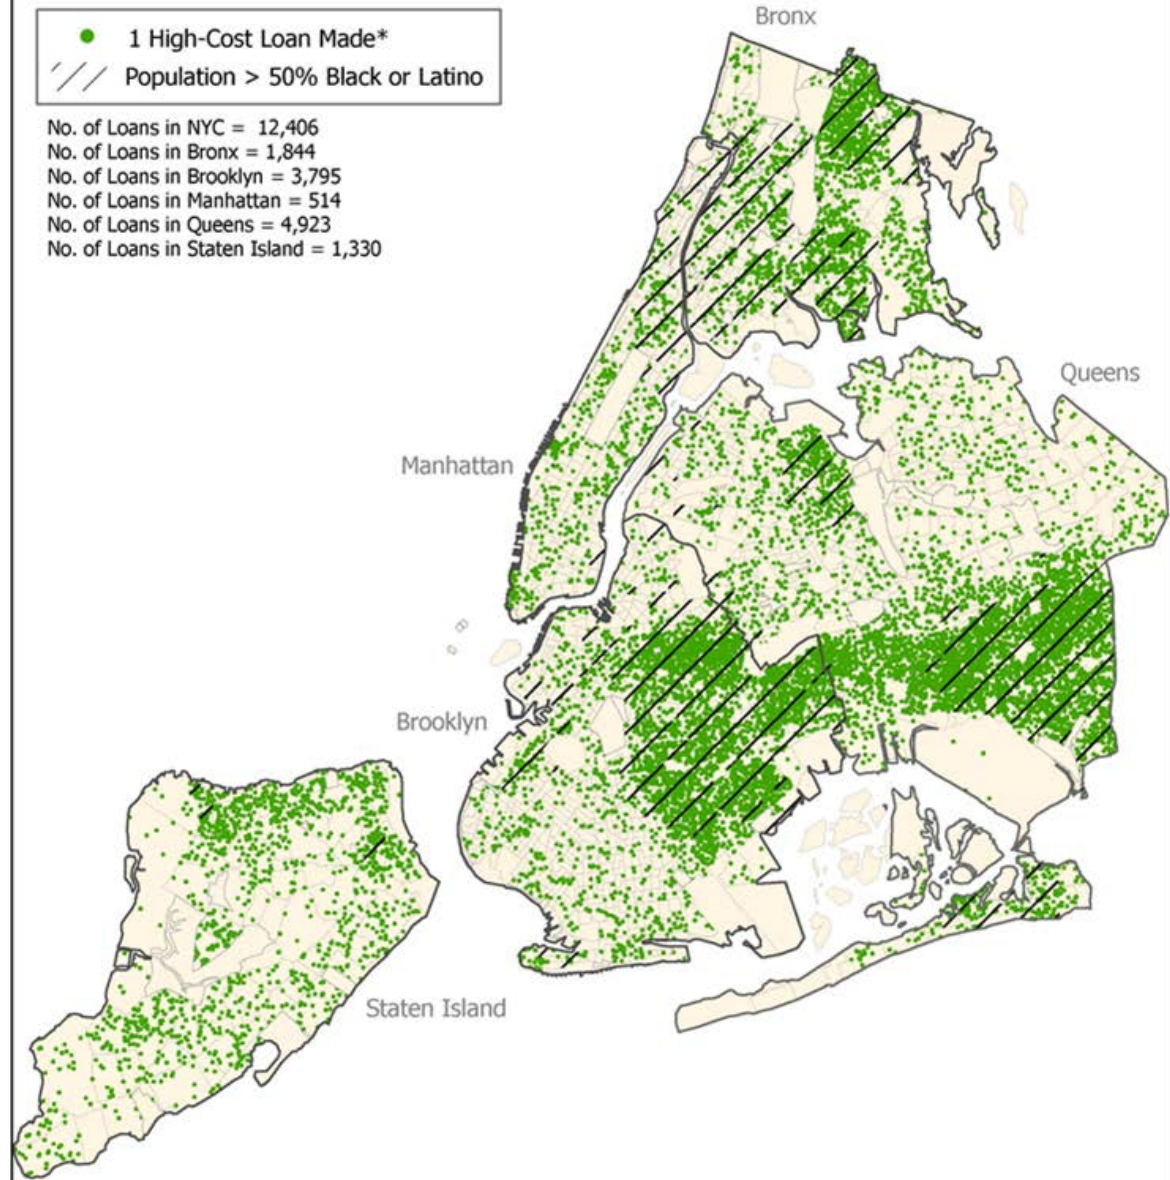 1 High-Cost Loan Made*
Population > 50% Black or Latino
No. of Loans in NYC = 12,406
No. of Loans in Bronx = 1,844
No. of Loans in Brooklyn = 3,795
No. of Loans in Manhattan = 514
No. of Loans in Queens = 4,923
No. of Loans in Staten Island = 1,330
Bronx
Queens
Manhattan
Brooklyn
Staten Island